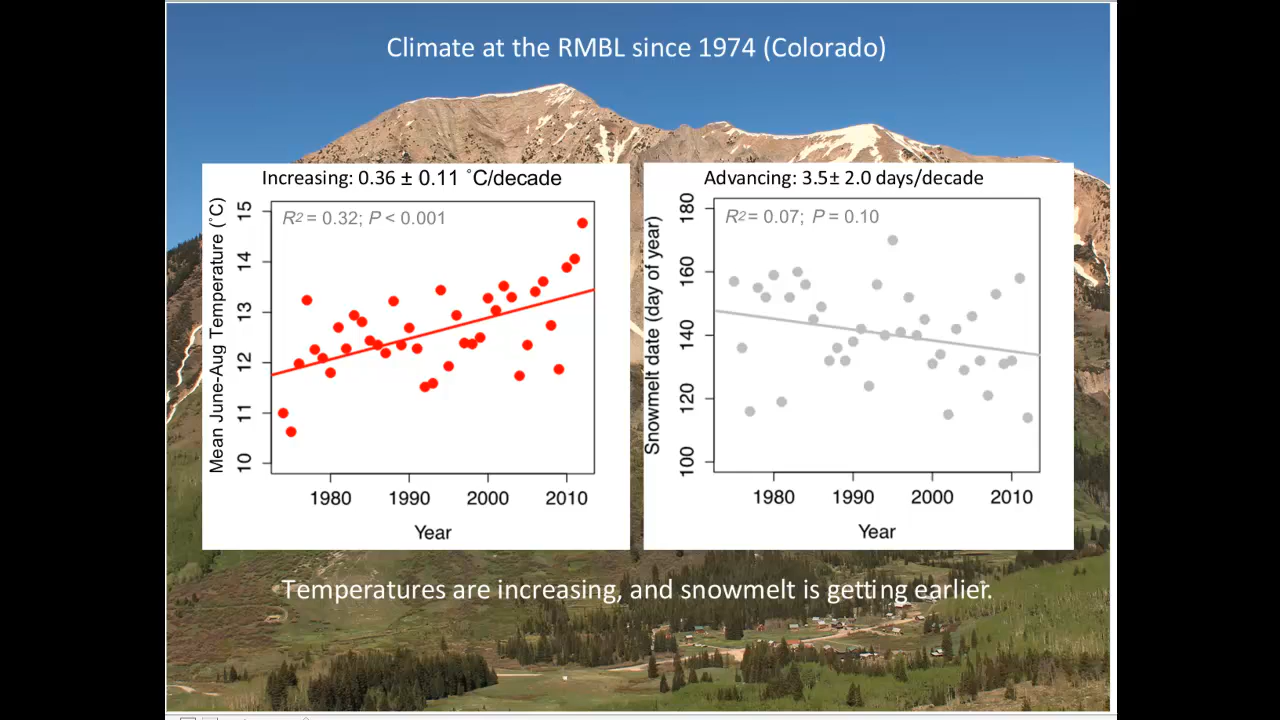 Climate at the RMBL since 1974 (Colorado)
Increasing: 0.36 ± 0.11 ˚C/decade
R2 = 0.32; P < 0.001
Mean June-Aug Temperature (˚C)
15
14
13
12
11
10
1980 1990 2000 2010
Year
Advancing: 3.5± 2.0 days/decade
R2 = 0.07; P = 0.10
Snowmelt date (day of year)
180
160
140
120
100
1980 1990 2000 2010
Year
Temperatures are increasing, and snowmelt is getting earlier.